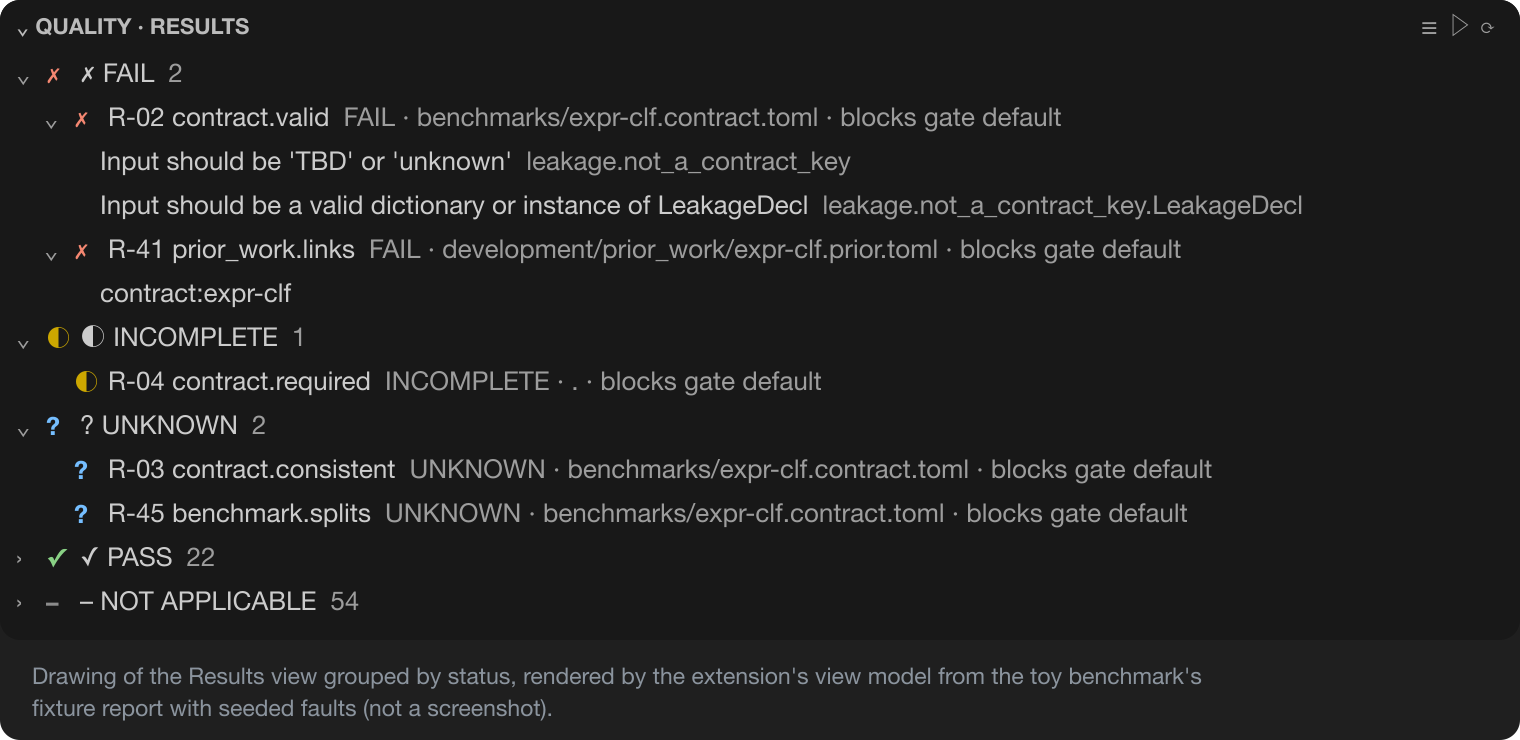 QUALITY · RESULTS
✗ ✗ FAIL 2
✗ R-02 contract.valid FAIL · benchmarks/expr-clf.contract.toml · blocks gate default
Input should be 'TBD' or 'unknown' leakage.not_a_contract_key
Input should be a valid dictionary or instance of LeakageDecl leakage.not_a_contract_key.LeakageDecl
✗ R-41 prior_work.links FAIL · development/prior_work/expr-clf.prior.toml · blocks gate default
contract:expr-clf
◐ ◐ INCOMPLETE 1
◐ R-04 contract.required INCOMPLETE · . · blocks gate default
? ? UNKNOWN 2
? R-03 contract.consistent UNKNOWN · benchmarks/expr-clf.contract.toml · blocks gate default
? R-45 benchmark.splits UNKNOWN · benchmarks/expr-clf.contract.toml · blocks gate default
✓ ✓ PASS 22
– – NOT APPLICABLE 54
Drawing of the Results view grouped by status, rendered by the extension's view model from the toy benchmark's
fixture report with seeded faults (not a screenshot).